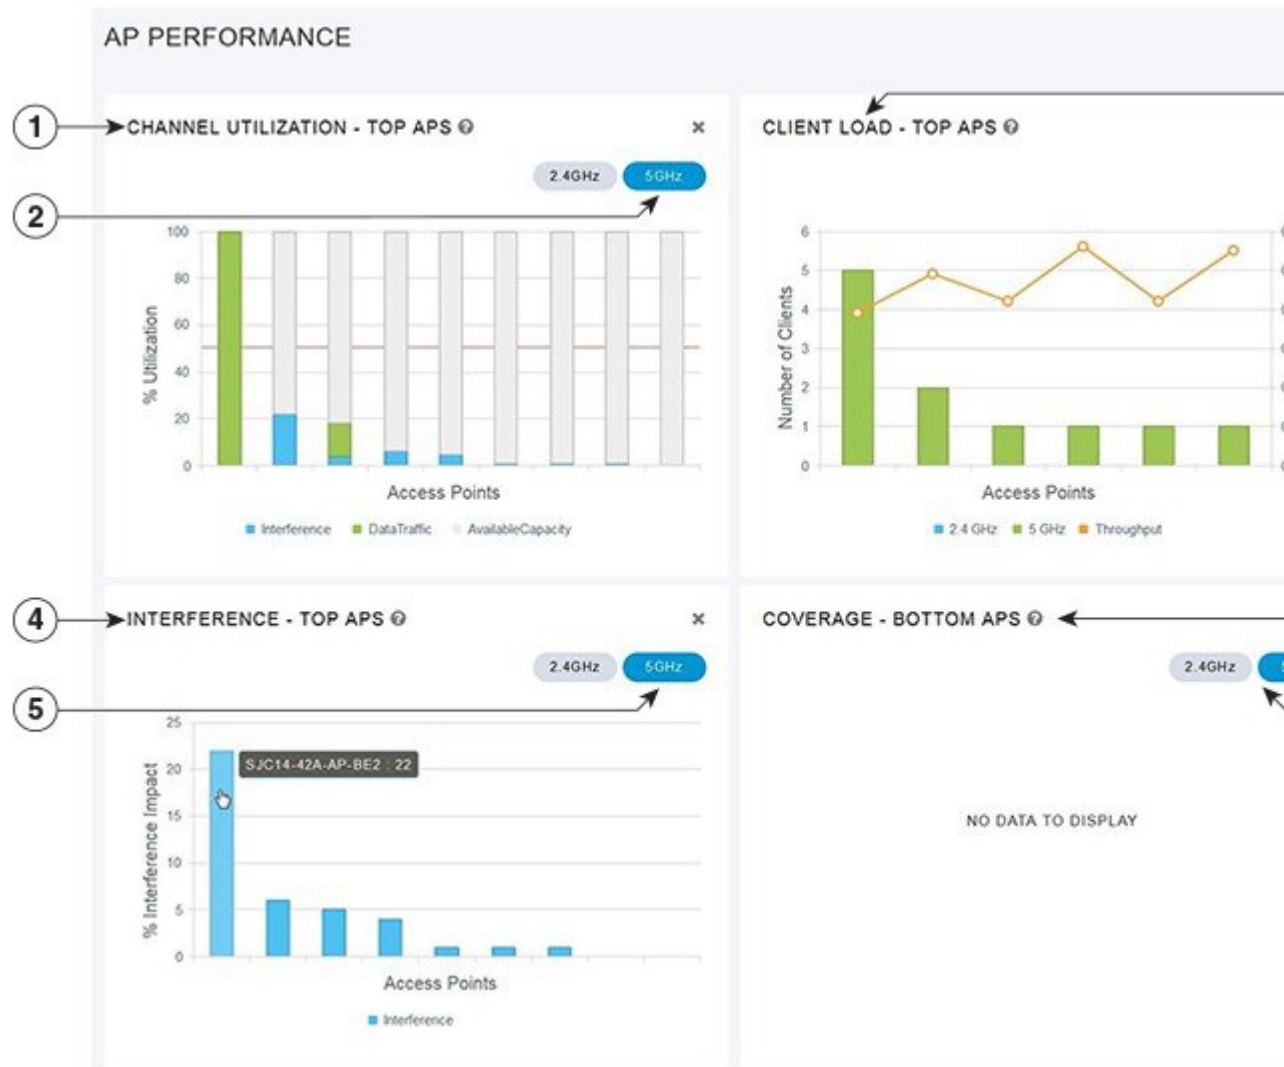 AP PERFORMANCE
1
CHANNEL UTILIZATION - TOP APS
2.4GHz 5GHz
2
100
80
60
40
20
0
% Utilization
Access Points
Interference DataTraffic AvailableCapacity
CLIENT LOAD - TOP APS
6
5
4
3
2
1
0
Number of Clients
Access Points
2.4 GHz 5 GHz Throughput
4
INTERFERENCE - TOP APS
2.4GHz 5GHz
5
25
20
15
10
5
0
% Interference Impact
SJC14-42A-AP-BE2 : 22
Access Points
Interference
COVERAGE - BOTTOM APS
2.4GHz
NO DATA TO DISPLAY